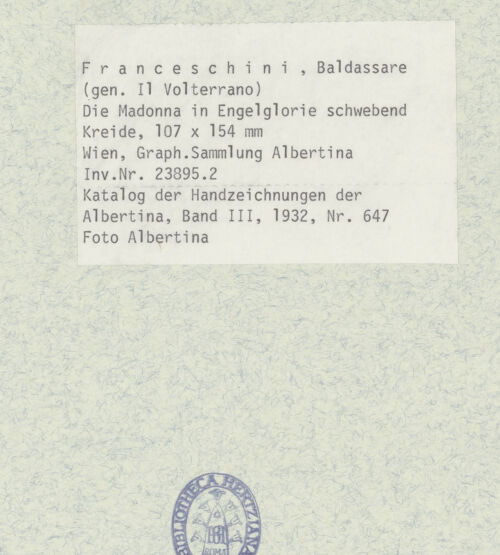 Franceschini, Baldassare
(gen. Il Volterrano)
Die Madonna in Engelglorie schwebend
Kreide, 107 x 154 mm
Wien, Graph.Sammlung Albertina
Inv.Nr. 23895.2
Katalog der Handzeichnungen der
Albertina, Band III, 1932, Nr. 647
Foto Albertina
BIBLIOTHECA HERTZIANA
ROMA